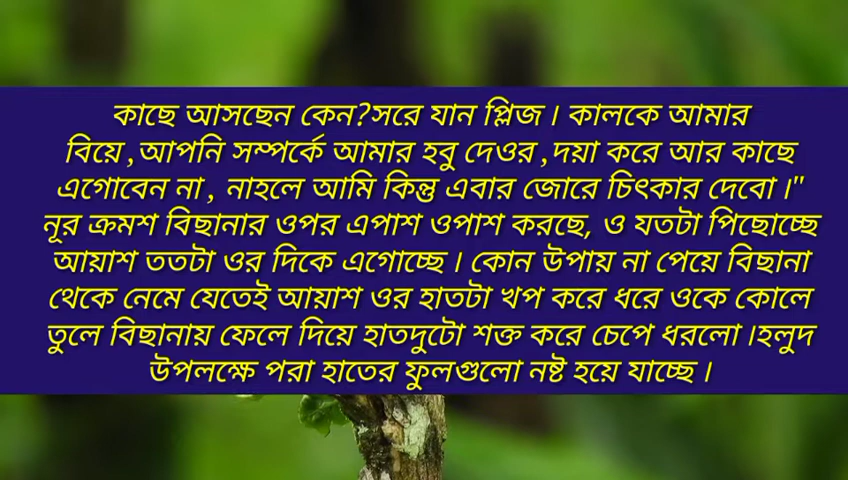 কাছে আসছেন কেন?সরে যান প্লিজ । কালকে আমার
বিয়ে ,আপনি সম্পর্কে আমার হবু দেওর ,দয়া করে আর কাছে
এগোবেন না , নাহলে আমি কিন্তু এবার জোরে চিৎকার দেবো ।"
নূর ক্রমশ বিছানার ওপর এপাশ ওপাশ করছে, ও যতটা পিছোচ্ছে
আয়াশ ততটা ওর দিকে এগোচ্ছে । কোন উপায় না পেয়ে বিছানা
থেকে নেমে যেতেই আয়াশ ওর হাতটা খপ করে ধরে ওকে কোলে
তুলে বিছানায় ফেলে দিয়ে হাতদুটো শক্ত করে চেপে ধরলো ।হলুদ
উপলক্ষে পরা হাতের ফুলগুলো নষ্ট হয়ে যাচ্ছে ।